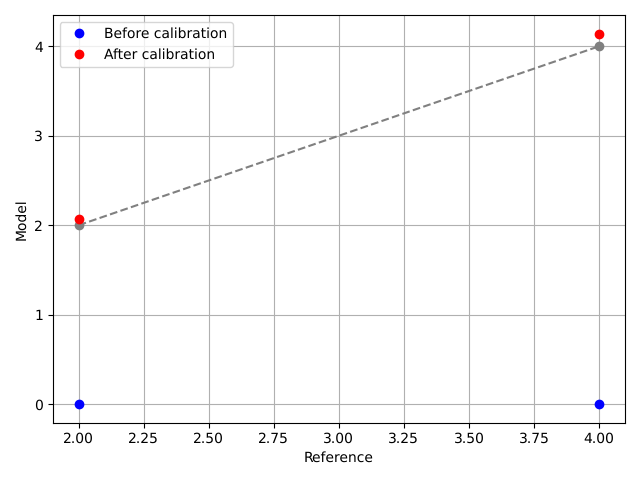 Before calibration
After calibration
4
3
2
1
0
Model
2.00 2.25 2.50 2.75 3.00 3.25 3.50 3.75 4.00
Reference